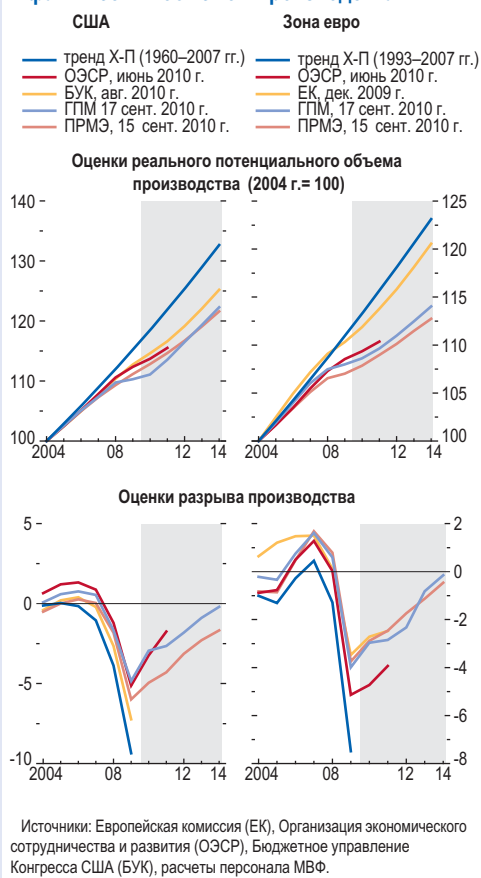 США
Зона евро
тренд Х-П (1960–2007 гг.)
ОЭСР, июнь 2010 г.
БУК, авг. 2010 г.
ГПМ 17 сент. 2010 г.
ПРМЭ, 15 сент. 2010 г.
тренд Х-П (1993–2007 гг.)
ОЭСР, июнь 2010 г.
ЕК, дек. 2009 г.
ГПМ, 17 сент. 2010 г.
ПРМЭ, 15 сент. 2010 г.
Оценки реального потенциального объема
производства (2004 г.= 100)
140
130
120
110
100
2004 08 12 14
125
120
115
110
105
100
2004 08 12 14
Оценки разрыва производства
5
0
-5
-10
2004 08 12 14
2
0
-2
-4
-6
-8
2004 08 12 14
Источники: Европейская комиссия (ЕК), Организация экономического
сотрудничества и развития (ОЭСР), Бюджетное управление
Конгресса США (БУК), расчеты персонала МВФ.